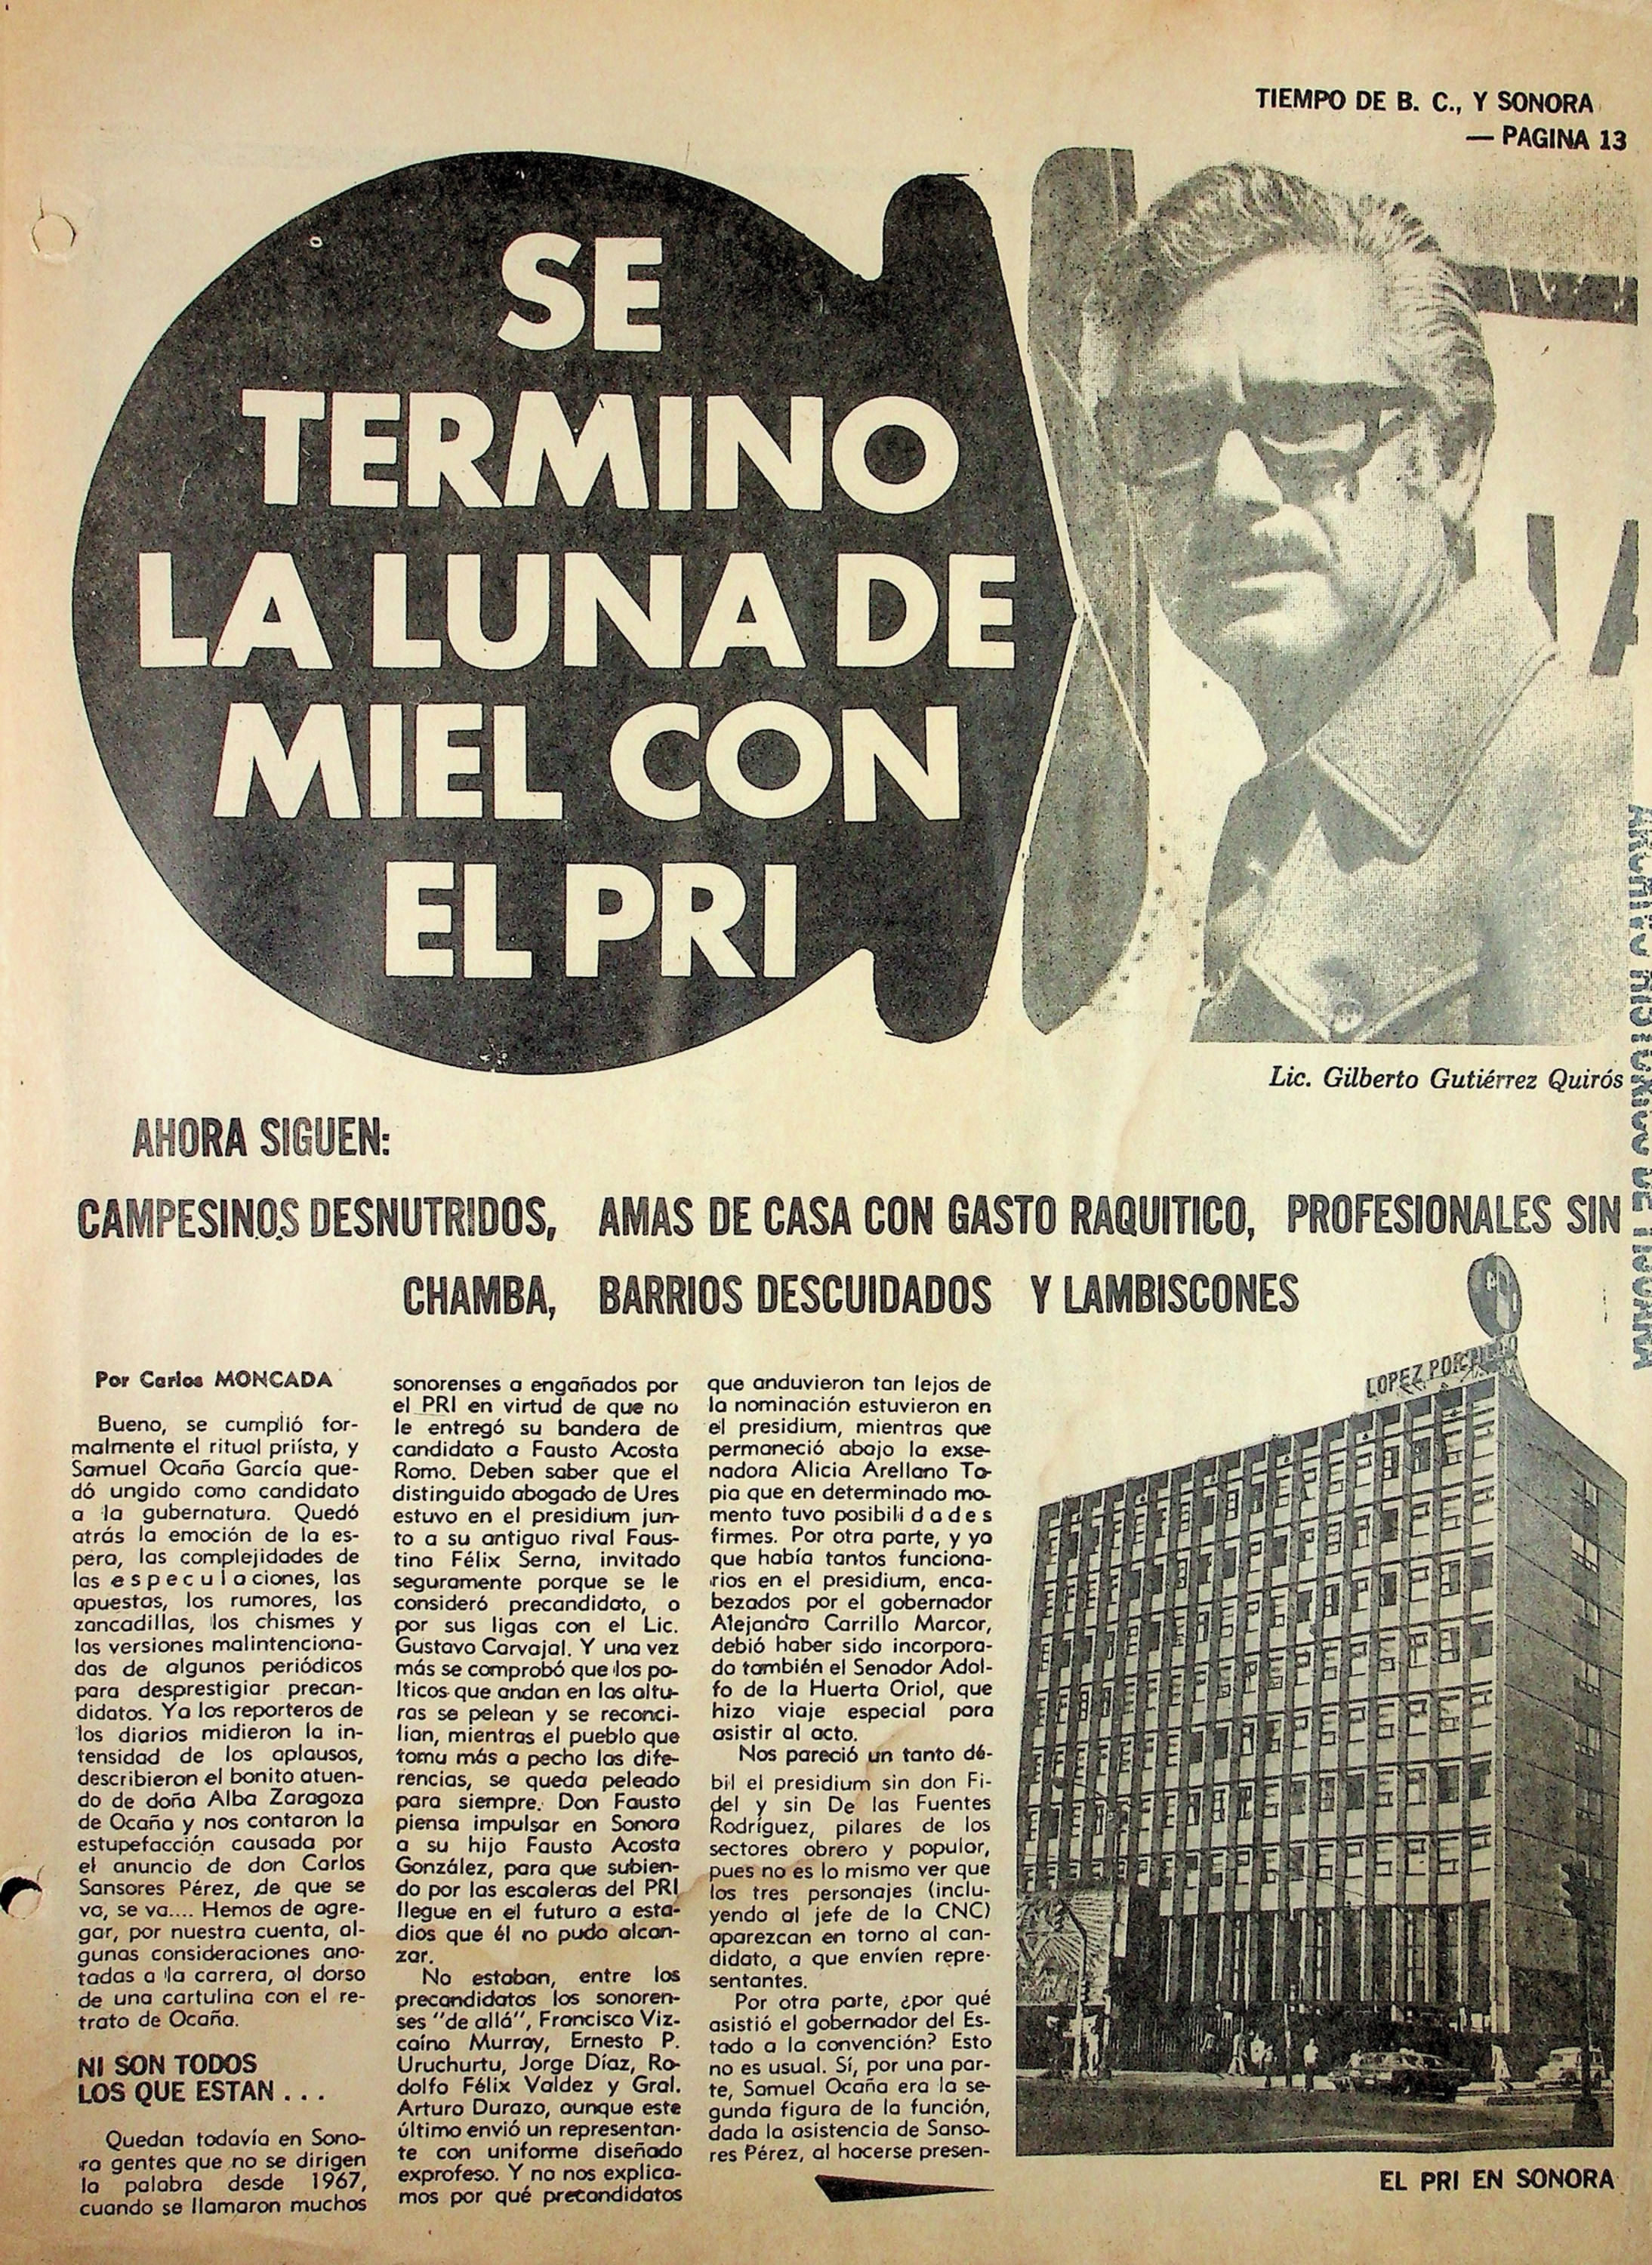 TIEMPO DE B. C., Y SONORA
— PAGINA 13
SE
TERMINO
LA LUNA DE
MIEL CON
EL PRI
Lic. Gilberto Gutiérrez Quirós
AHORA SIGUEN:
CAMPESINOS DESNUTRIDOS, AMAS DE CASA CON GASTO RAQUITICO, PROFESIONALES SIN
CHAMBA, BARRIOS DESCUIDADOS Y LAMBISCONES
Por Carlos MONCADA
Bueno, se cumplió for-
malmente el ritual priísta, y
Samuel Ocaña García que-
dó ungido como candidato
a la gubernatura. Quedó
atrás la emoción de la es-
pera, las complejidades de
las especulaciones, las
apuestas, los rumores, las
zancadillas, los chismes y
las versiones malintenciona-
das de algunos periódicos
para desprestigiar precan-
didatos. Ya los reporteros de
los diarios midieron la in-
tensidad de los aplausos,
describieron el bonito atuen-
do de doña Alba Zaragoza
de Ocaña y nos contaron la
estupefacción causada por
el anuncio de don Carlos
Sansores Pérez, de que se
va, se va.... Hemos de agre-
gar, por nuestra cuenta, al-
gunas consideraciones ano-
tadas a la carrera, al dorso
de una cartulina con el re-
trato de Ocaña.
NI SON TODOS
LOS QUE ESTAN . . .
Quedan todavía en Sono-
ra gentes que no se dirigen
la palabra desde 1967,
cuando se llamaron muchos
sonorenses a engañados por
el PRI en virtud de que no
le entregó su bandera de
candidato a Fausto Acosta
Romo. Deben saber que el
distinguido abogado de Ures
estuvo en el presidium jun-
to a su antiguo rival Faus-
tino Félix Serna, invitado
seguramente porque se le
consideró precandidato, o
por sus ligas con el Lic.
Gustavo Carvajal. Y una vez
más se comprobó que los po-
líticos que andan en las altu-
ras se pelean y se reconci-
lian, mientras el pueblo que
toma más a pecho las dife-
rencias, se queda peleado
para siempre. Don Fausto
piensa impulsar en Sonora
a su hijo Fausto Acosta
González, para que subien-
do por las escaleras del PRI
llegue en el futuro a esta-
dios que él no pudo alcan-
zar.
No estaban, entre los
precandidatos los sonoren-
ses "de allá", Francisco Viz-
caíno Murray, Ernesto P.
Uruchurtu, Jorge Díaz, Ro-
dolfo Félix Valdez y Gral.
Arturo Durazo, aunque este
último envió un representan-
te con uniforme diseñado
exprofeso. Y no nos explica-
mos por qué precandidatos
que anduvieron tan lejos de
la nominación estuvieron en
el presidium, mientras que
permaneció abajo la exse-
nadora Alicia Arellano Ta-
pia que en determinado mo-
mento tuvo posibilidades
firmes. Por otra parte, y ya
que había tantos funciona-
rios en el presidium, enca-
bezados por el gobernador
Alejandro Carrillo Marcor,
debió haber sido incorpora-
do también el Senador Adol-
fo de la Huerta Oriol, que
hizo viaje especial para
asistir al acto.
Nos pareció un tanto dé-
bil el presidium sin don Fi-
del y sin De las Fuentes
Rodríguez, pilares de los
sectores obrero y popular,
pues no es lo mismo ver que
los tres personajes (inclu-
yendo al jefe de la CNC)
aparezcan en torno al can-
didato, a que envíen repre-
sentantes.
Por otra parte, ¿por qué
asistió el gobernador del Es-
tado a la convención? Esto
no es usual. Sí, por una par-
te, Samuel Ocaña era la se-
gunda figura de la función,
dada la asistencia de Sanso-
res Pérez, al hacerse presen-
LOPEZ PORTILLO
EL PRI EN SONORA
ARCHIVO HISTORICO DE TIJUANA